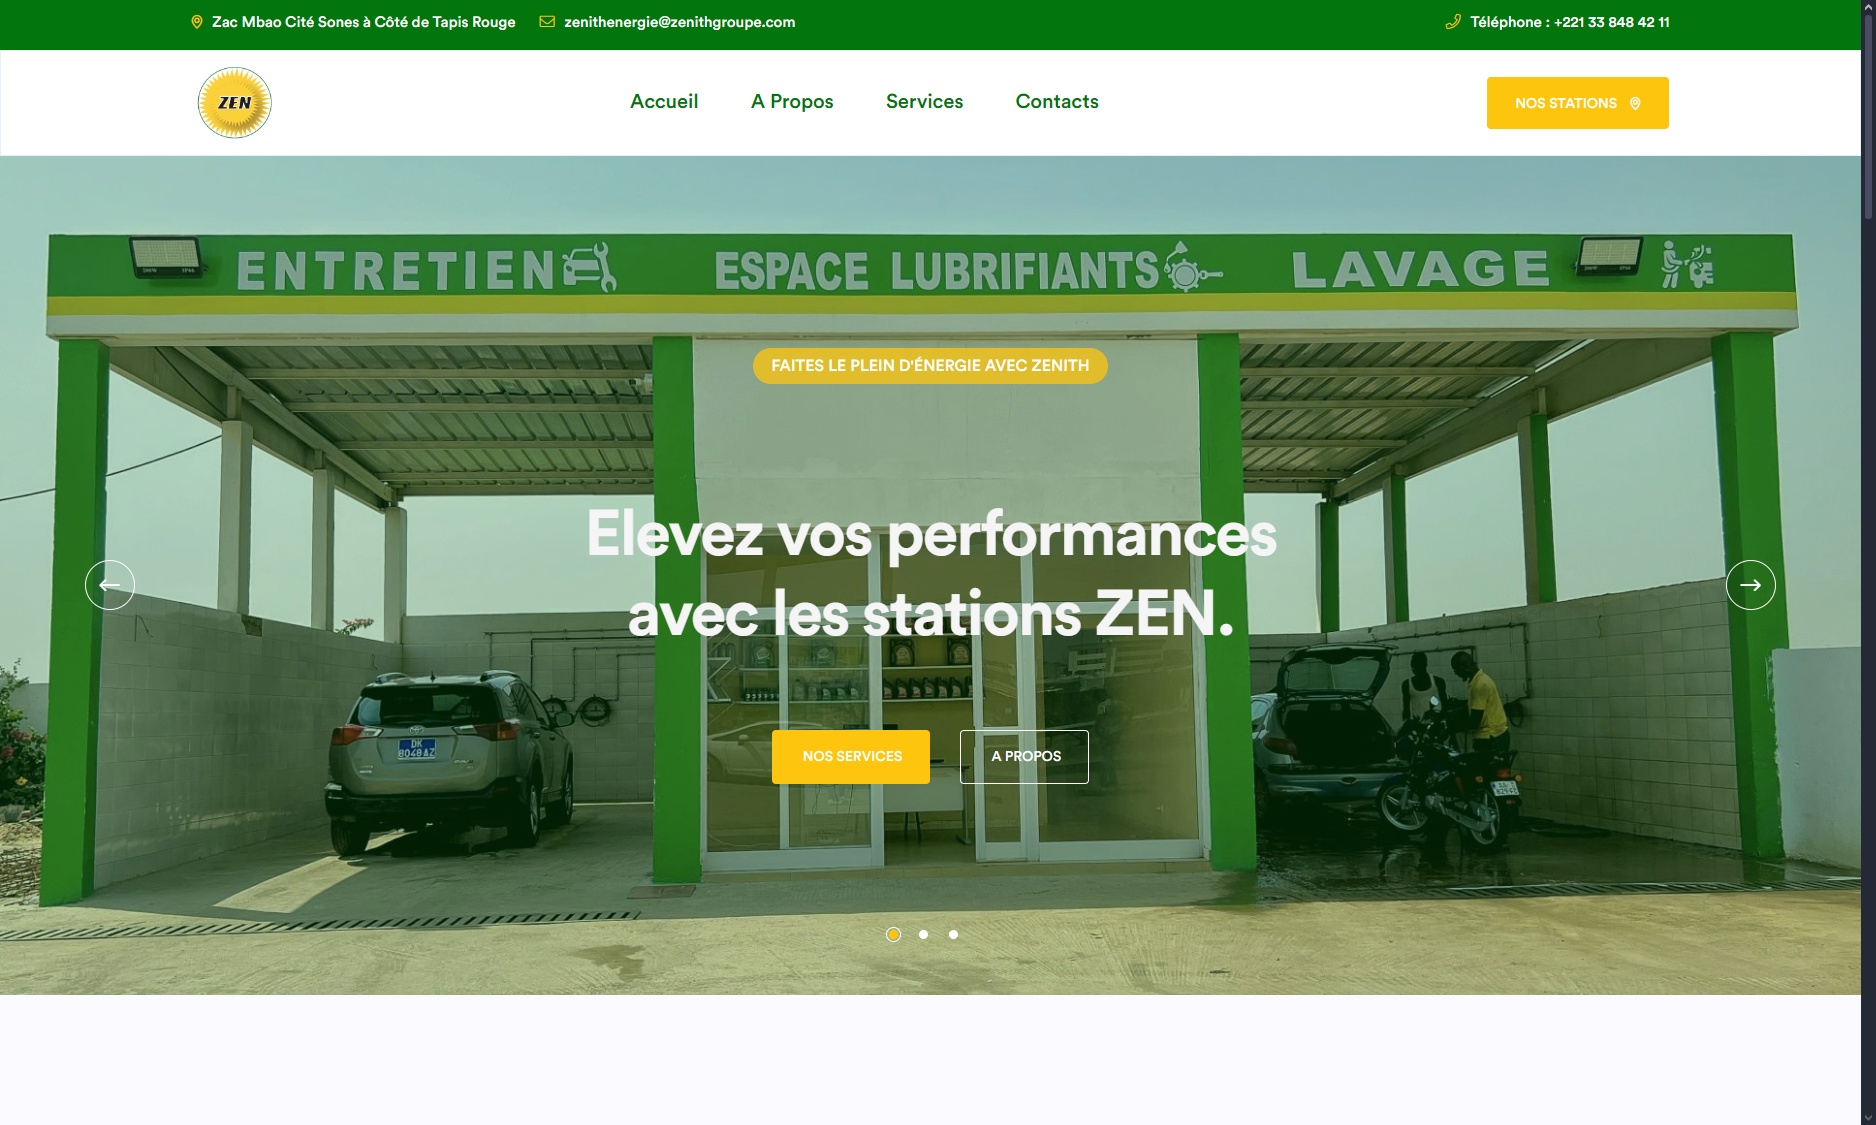 Zac Mbao Cité Sones à Côté de Tapis Rouge
zenithenergie@zenithgroupe.com
Téléphone : +221 33 848 42 11
ZEN
Accueil
A Propos
Services
Contacts
NOS STATIONS
ENTRETIEN
ESPACE LUBRIFIANTS
LAVAGE
FAITES LE PLEIN D'ÉNERGIE AVEC ZENITH
Elevez vos performances
avec les stations ZEN.
DK
8048 AZ
NOS SERVICES
A PROPOS